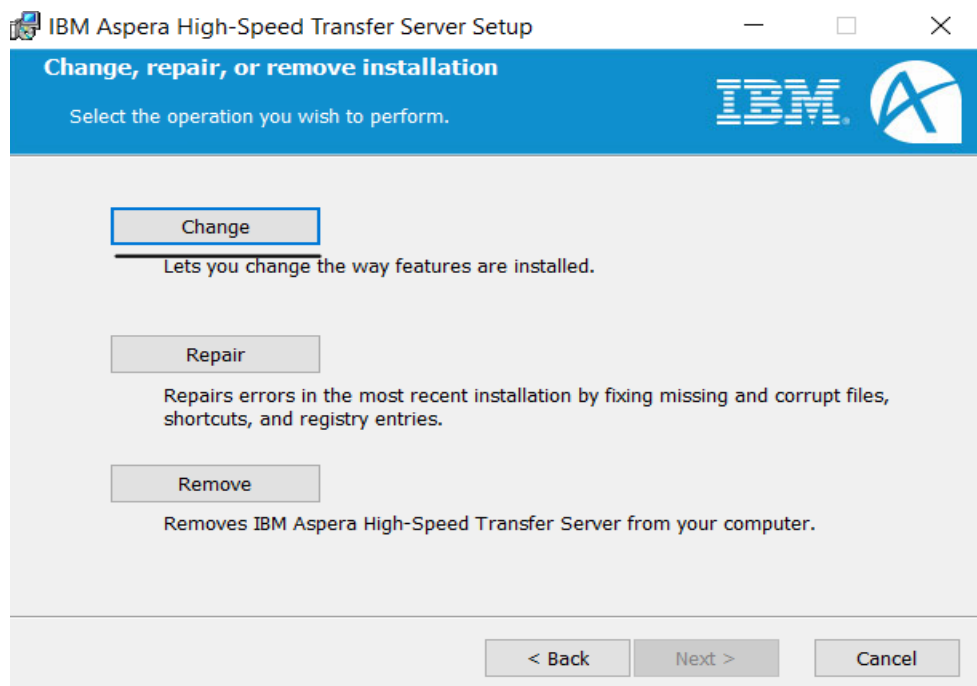 IBM Aspera High-Speed Transfer Server Setup
Change, repair, or remove installation
Select the operation you wish to perform.
IBM.
Change
Lets you change the way features are installed.
Repair
Repairs errors in the most recent installation by fixing missing and corrupt files,
shortcuts, and registry entries.
Remove
Removes IBM Aspera High-Speed Transfer Server from your computer.
< Back Next > Cancel